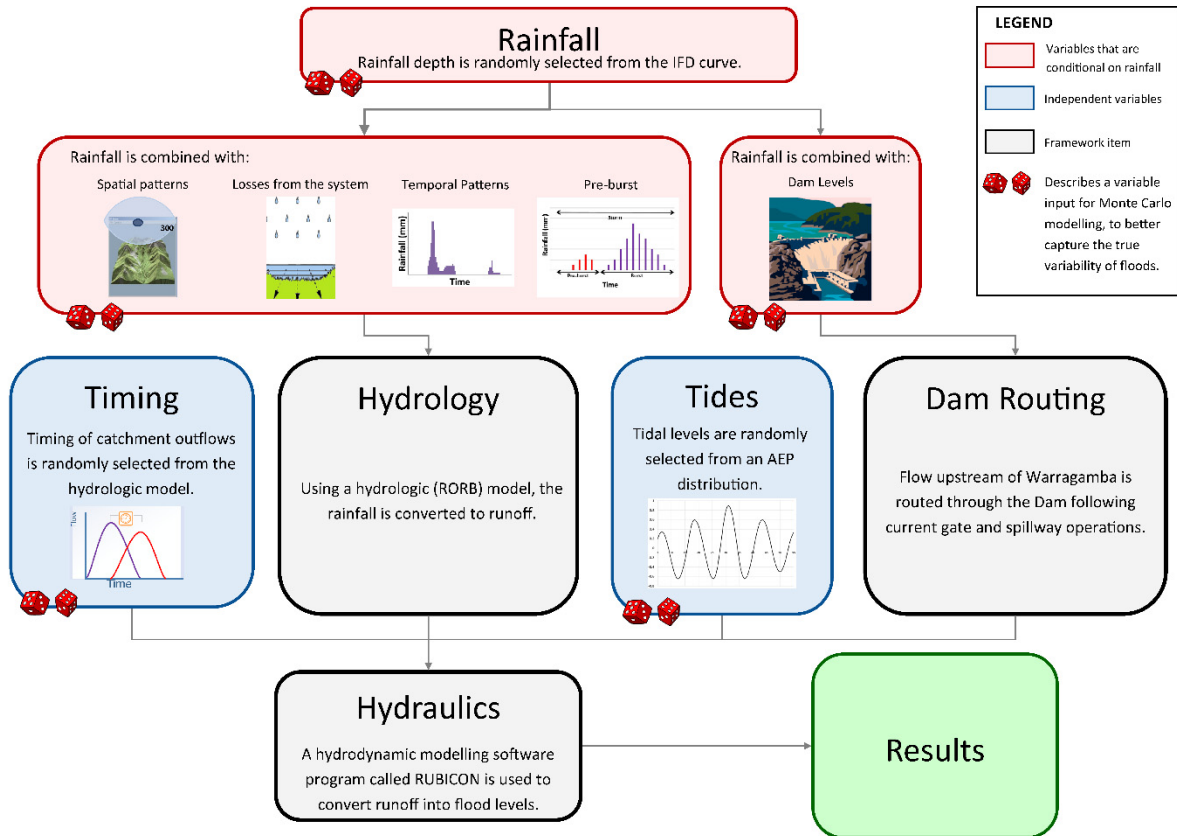 Rainfall
Rainfall depth is randomly selected from the IFD curve.
LEGEND
Variables that are
conditional on rainfall
Independent variables
Framework item
Describes a variable
input for Monte Carlo
modelling, to better
capture the true
variability of floods.
Rainfall is combined with:
Spatial patterns
300
Losses from the system
Temporal Patterns
Rainfall (mm)
Time
Pre-burst
Rainfall (mm)
Storm
Pre-burst
Burst
Time
Rainfall is combined with:
Dam Levels
Timing
Timing of catchment outflows
is randomly selected from the
hydrologic model.
Time
Hydrology
Using a hydrologic (RORB) model, the
rainfall is converted to runoff.
Tides
Tidal levels are randomly
selected from an AEP
distribution.
Dam Routing
Flow upstream of Warragamba is
routed through the Dam following
current gate and spillway operations.
Hydraulics
A hydrodynamic modelling software
program called RUBICON is used to
convert runoff into flood levels.
Results